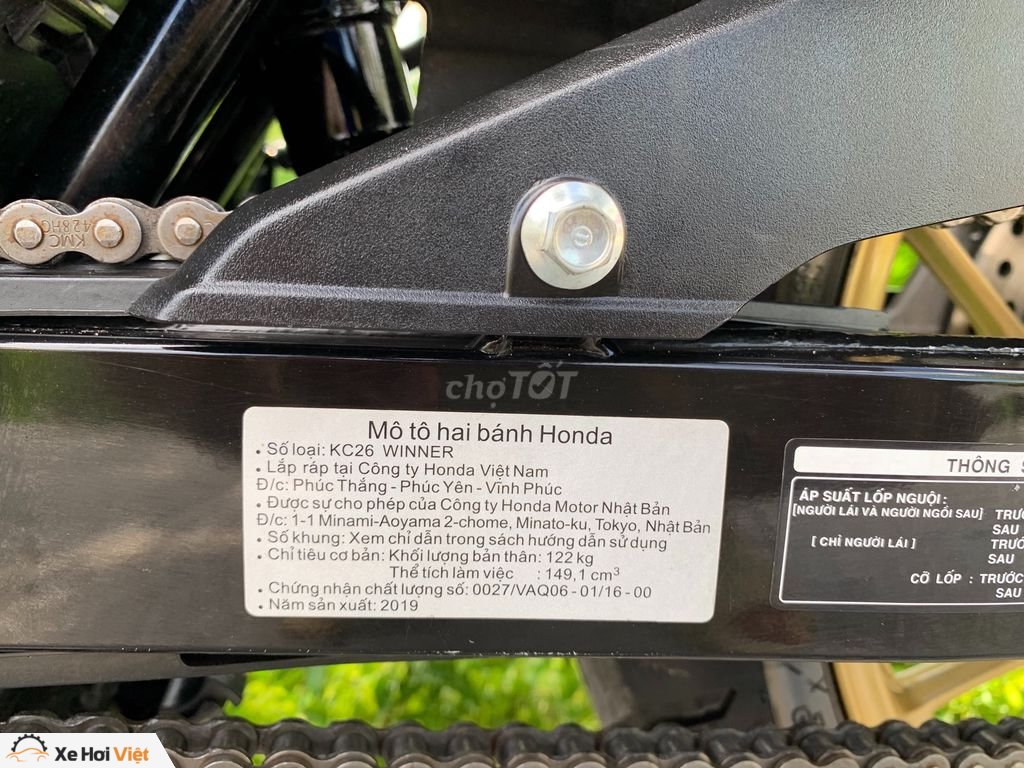 KMC
428HG
chợTỐT
Mô tô hai bánh Honda
• Số loại: KC26 WINNER
• Lắp ráp tại Công ty Honda Việt Nam
Đ/c: Phúc Thắng - Phúc Yên - Vĩnh Phúc
• Được sự cho phép của Công ty Honda Motor Nhật Bản
Đ/c: 1-1 Minami-Aoyama 2-chome, Minato-ku, Tokyo, Nhật Bản
• Số khung: Xem chỉ dẫn trong sách hướng dẫn sử dụng
• Chỉ tiêu cơ bản: Khối lượng bản thân: 122 kg
Thể tích làm việc : 149,1 cm³
• Chứng nhận chất lượng số: 0027/VAQ06 - 01/16 - 00
• Năm sản xuất: 2019
THÔNG S
ÁP SUẤT LỐP NGUỘI :
[NGƯỜI LÁI VÀ NGƯỜI NGỒI SAU] TRƯỚ
SAU
[ CHỈ NGƯỜI LÁI ] TRƯỚ
SAU
CỠ LỐP : TRƯỚC
SAU
Xe Hơi Việt